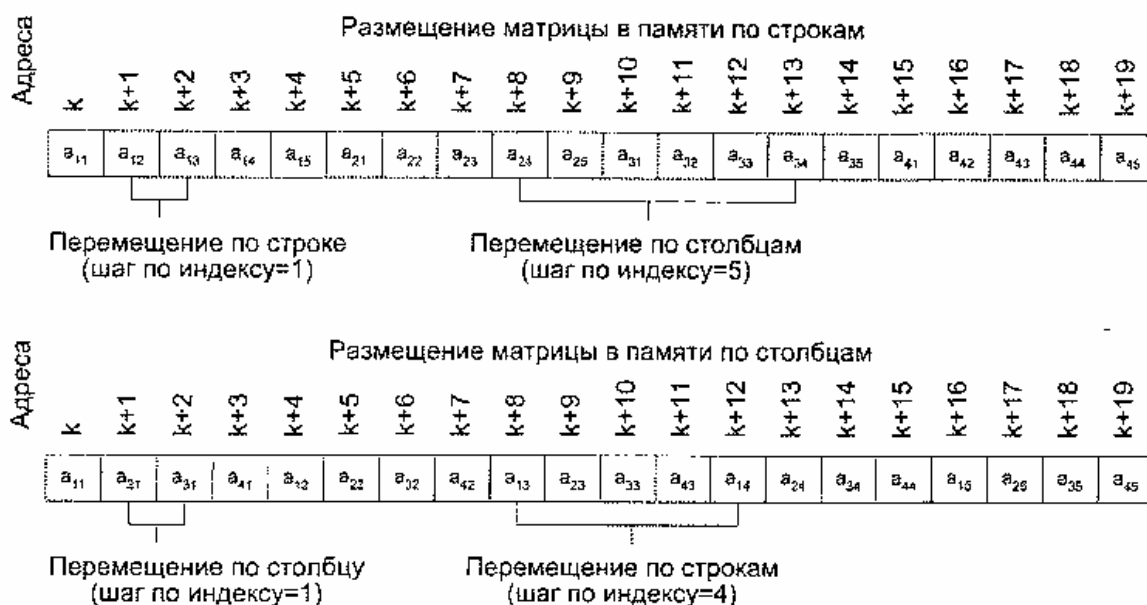 Размещение матрицы в памяти по строкам
Адреса
k k+1 k+2 k+3 k+4 k+5 k+6 k+7 k+8 k+9 k+10 k+11 k+12 k+13 k+14 k+15 k+16 k+17 k+18 k+19
a₁₁ a₁₂ a₁₃ a₁₄ a₁₅ a₂₁ a₂₂ a₂₃ a₂₄ a₂₅ a₃₁ a₃₂ a₃₃ a₃₄ a₃₅ a₄₁ a₄₂ a₄₃ a₄₄ a₄₅
Перемещение по строке
(шаг по индексу=1)
Перемещение по столбцам
(шаг по индексу=5)
Размещение матрицы в памяти по столбцам
Адреса
k k+1 k+2 k+3 k+4 k+5 k+6 k+7 k+8 k+9 k+10 k+11 k+12 k+13 k+14 k+15 k+16 k+17 k+18 k+19
a₁₁ a₂₁ a₃₁ a₄₁ a₁₂ a₂₂ a₃₂ a₄₂ a₁₃ a₂₃ a₃₃ a₄₃ a₁₄ a₂₄ a₃₄ a₄₄ a₁₅ a₂₅ a₃₅ a₄₅
Перемещение по столбцу
(шаг по индексу=1)
Перемещение по строкам
(шаг по индексу=4)